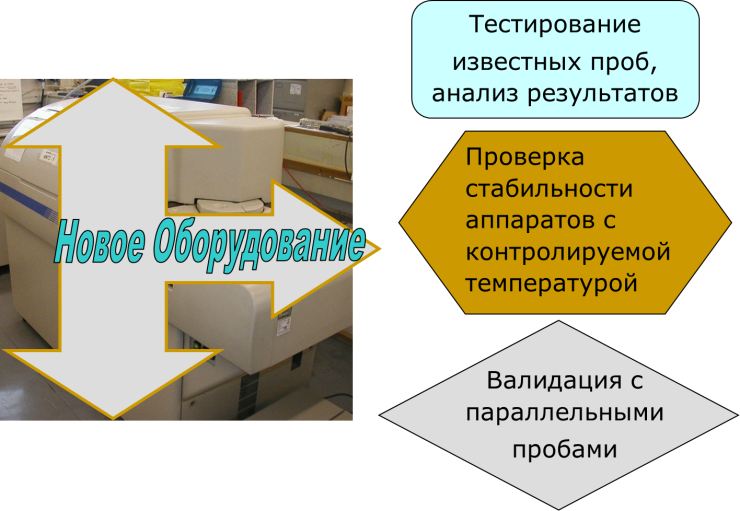 Новое Оборудование
Тестирование
известных проб,
анализ результатов
Проверка
стабильности
аппаратов с
контролируемой
температурой
Валидация с
параллельными
пробами